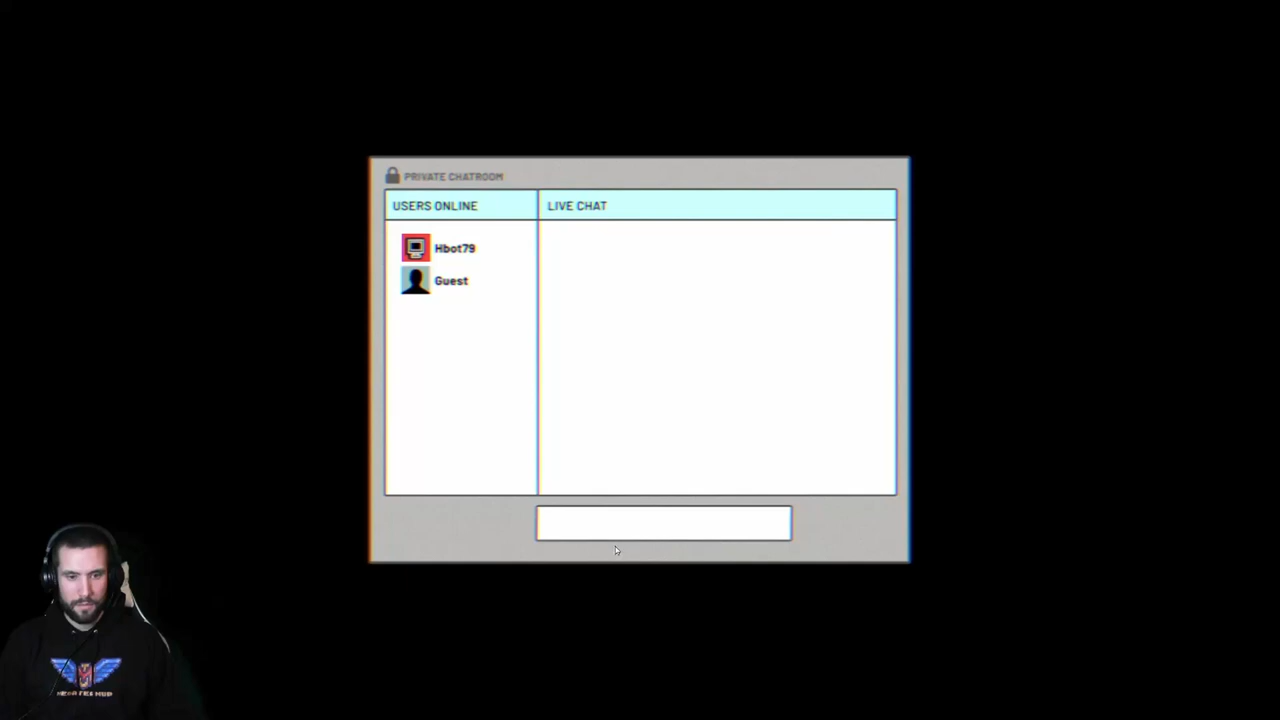 PRIVATE CHATROOM
USERS ONLINE
LIVE CHAT
Hbot79
Guest